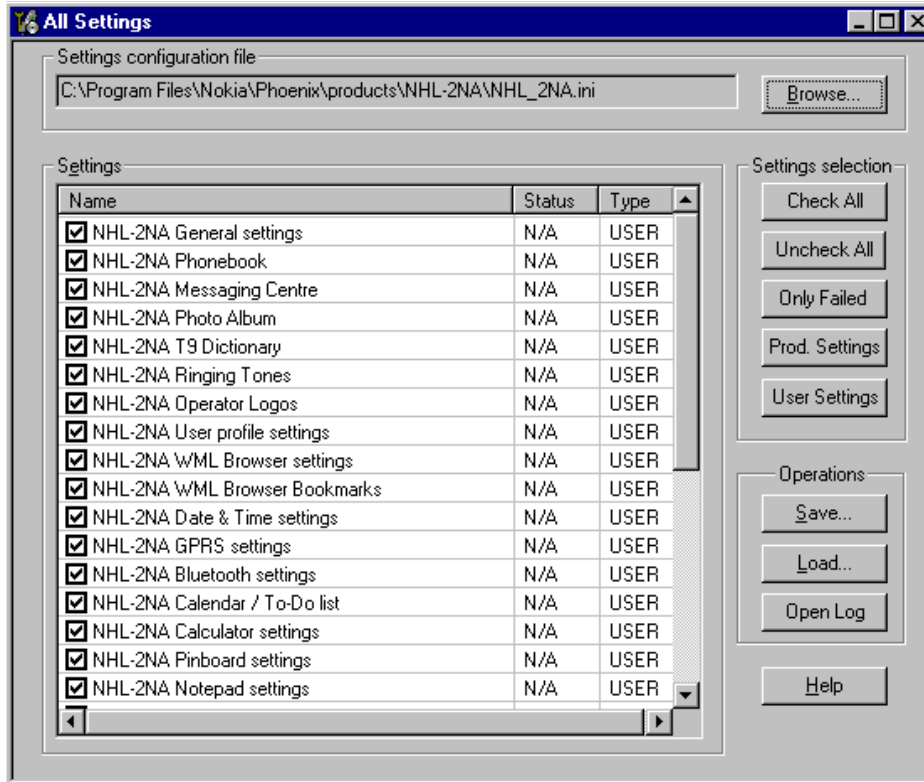 All Settings
Settings configuration file
C:\Program Files\Nokia\Phoenix\products\NHL-2NA\NHL_2NA.ini
Browse...
Settings
Name Status Type
NHL-2NA General settings N/A USER
NHL-2NA Phonebook N/A USER
NHL-2NA Messaging Centre N/A USER
NHL-2NA Photo Album N/A USER
NHL-2NA T9 Dictionary N/A USER
NHL-2NA Ringing Tones N/A USER
NHL-2NA Operator Logos N/A USER
NHL-2NA User profile settings N/A USER
NHL-2NA WML Browser settings N/A USER
NHL-2NA WML Browser Bookmarks N/A USER
NHL-2NA Date & Time settings N/A USER
NHL-2NA GPRS settings N/A USER
NHL-2NA Bluetooth settings N/A USER
NHL-2NA Calendar / To-Do list N/A USER
NHL-2NA Calculator settings N/A USER
NHL-2NA Pinboard settings N/A USER
NHL-2NA Notepad settings N/A USER
Settings selection
Check All
Uncheck All
Only Failed
Prod. Settings
User Settings
Operations
Save...
Load...
Open Log
Help